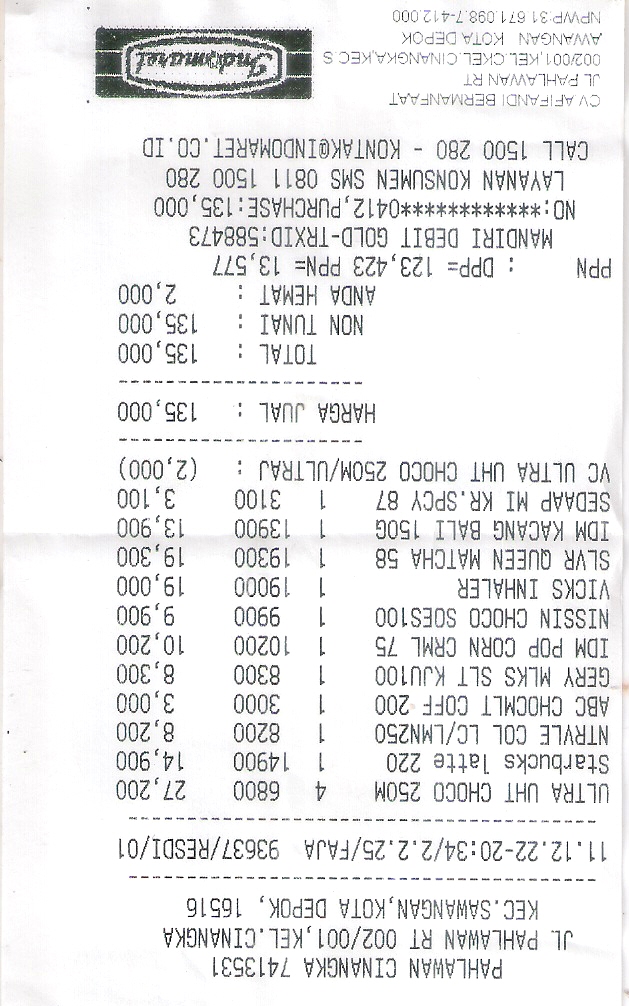 PAHLAWAN CINANGKA 7413531
JL PAHLAWAN RT 002/001,KEL.CINANGKA
KEC.SAWANGAN,KOTA DEPOK, 16516
------------------------------
11.12.22-20:34/2.2.25/FAJA 93637/RESDI/01
------------------------------
ULTRA UHT CHOCO 250M 4 6800 27,200
Starbucks latte 220 1 14900 14,900
NTRVLE COL LC/LMN250 1 8200 8,200
ABC CHOCMLT COFF 200 1 3000 3,000
GERY MLKS SLT KJU100 1 8300 8,300
IDM POP CORN CRML 75 1 10200 10,200
NISSIN CHOCO SOES100 1 9900 9,900
VICKS INHALER 1 19000 19,000
SLVR QUEEN MATCHA 58 1 19300 19,300
IDM KACANG BALI 150G 1 13900 13,900
SEDAAP MI KR.SPCY 87 1 3100 3,100
VC ULTRA UHT CHOCO 250M/ULTRAJ : (2,000)
--------------------
HARGA JUAL : 135,000
--------------------
TOTAL : 135,000
NON TUNAI : 135,000
ANDA HEMAT : 2,000
PPN : DPP= 123,423 PPN= 13,577
MANDIRI DEBIT GOLD-TRXID:588473
NO:************0412,PURCHASE:135,000
LAYANAN KONSUMEN SMS 0811 1500 280
CALL 1500 280 - KONTAK@INDOMARET.CO.ID
Indomaret
CV AFIFANDI BERMANFAAT
JL PAHLAWAN RT
002/001,KEL.CKEL.CINANGKA,KEC S
AWANGAN KOTA DEPOK
NPWP:31.671.098.7-412.000